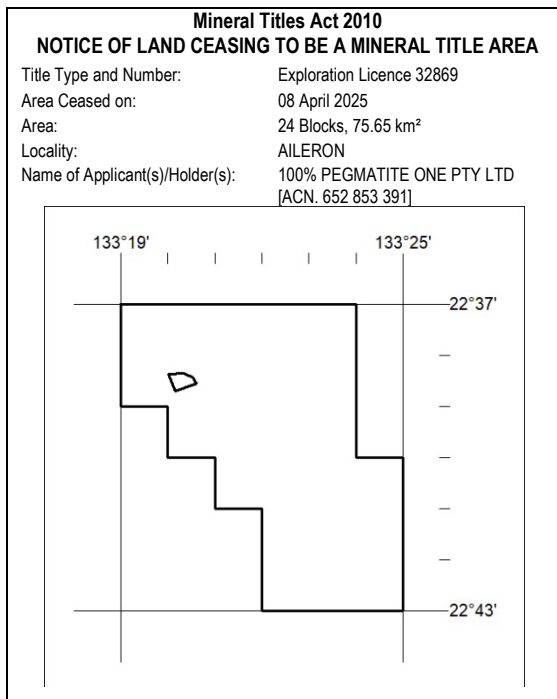 Mineral Titles Act 2010
NOTICE OF LAND CEASING TO BE A MINERAL TITLE AREA
Title Type and Number: Exploration Licence 32869
Area Ceased on: 08 April 2025
Area: 24 Blocks, 75.65 km²
Locality: AILERON
Name of Applicant(s)/Holder(s): 100% PEGMATITE ONE PTY LTD
[ACN. 652 853 391]
133°19' 133°25'
22°37'
22°43'